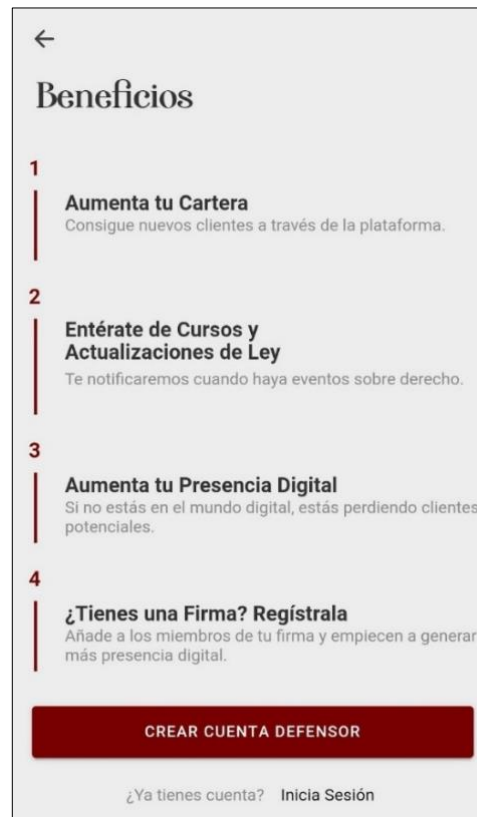 Beneficios
1
Aumenta tu Cartera
Consigue nuevos clientes a través de la plataforma.
2
Entérate de Cursos y
Actualizaciones de Ley
Te notificaremos cuando haya eventos sobre derecho.
3
Aumenta tu Presencia Digital
Si no estás en el mundo digital, estás perdiendo clientes
potenciales.
4
¿Tienes una Firma? Regístrala
Añade a los miembros de tu firma y empiecen a generar
más presencia digital.
CREAR CUENTA DEFENSOR
¿Ya tienes cuenta? Inicia Sesión